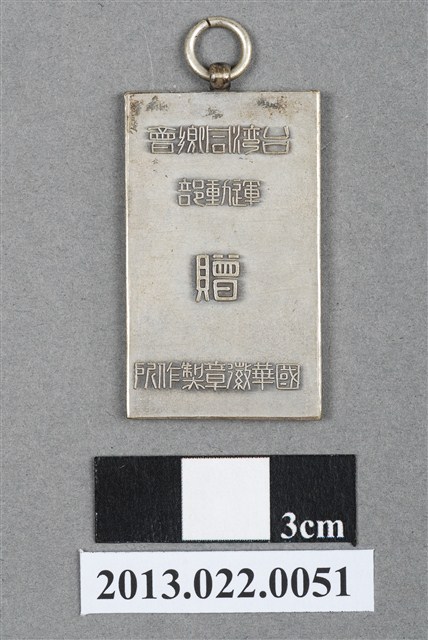 台灣同鄉會
運動部
贈
國華徽章製作所
3cm
2013.022.0051